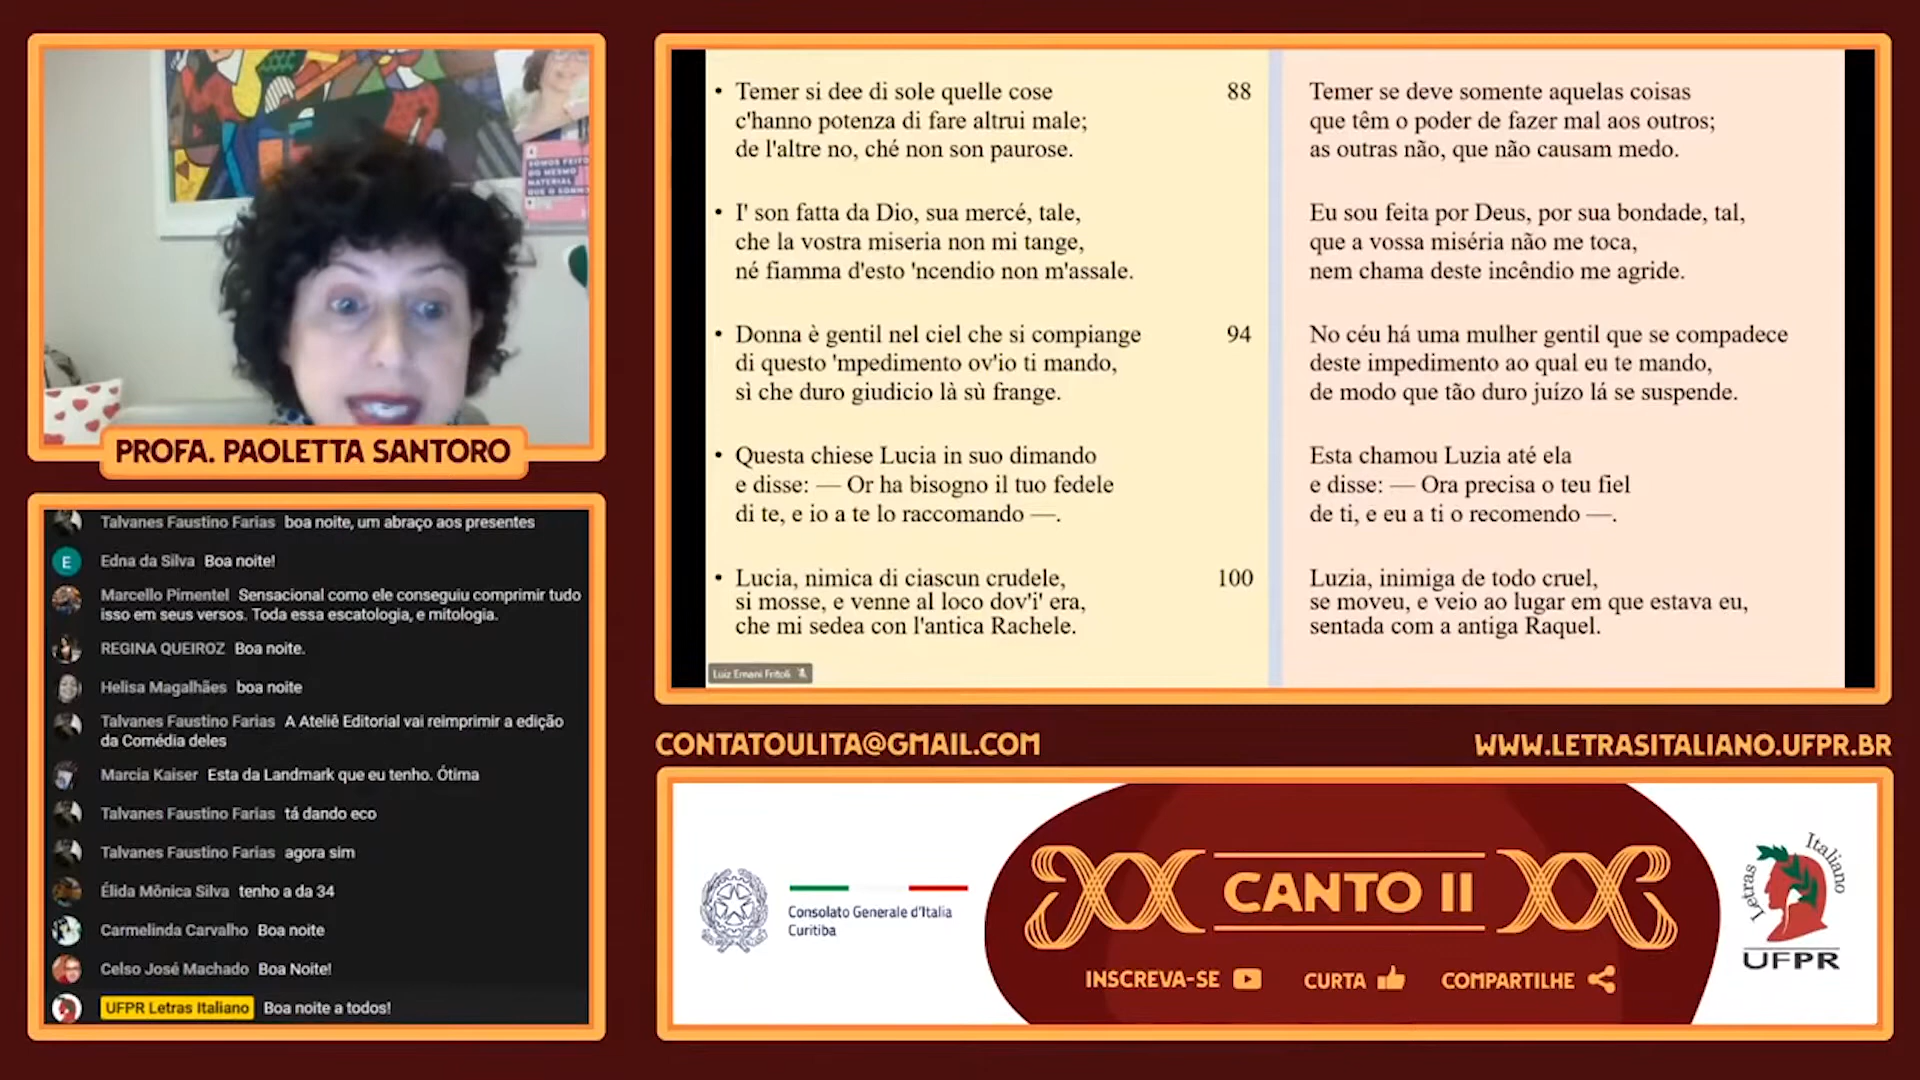 SOMOS FEITOS
DO MESMO
MATERIAL
QUE O SONHO
PROFA. PAOLETTA SANTORO
Talvanes Faustino Farias boa noite, um abraço aos presentes
E Edna da Silva Boa noite!
Marcello Pimentel Sensacional como ele conseguiu comprimir tudo
isso em seus versos. Toda essa escatologia, e mitologia.
REGINA QUEIROZ Boa noite.
Helisa Magalhães boa noite
Talvanes Faustino Farias A Ateliê Editorial vai reimprimir a edição
da Comédia deles
Marcia Kaiser Esta da Landmark que eu tenho. Ótima
Talvanes Faustino Farias tá dando eco
Talvanes Faustino Farias agora sim
Élida Mônica Silva tenho a da 34
Carmelinda Carvalho Boa noite
Celso José Machado Boa Noite!
UFPR Letras Italiano Boa noite a todos!
• Temer si dee di sole quelle cose 88
c'hanno potenza di fare altrui male;
de l'altre no, ché non son paurose.
• I' son fatta da Dio, sua mercé, tale,
che la vostra miseria non mi tange,
né fiamma d'esto 'ncendio non m'assale.
• Donna è gentil nel ciel che si compiange 94
di questo 'mpedimento ov'io ti mando,
sì che duro giudicio là sù frange.
• Questa chiese Lucia in suo dimando
e disse: — Or ha bisogno il tuo fedele
di te, e io a te lo raccomando —.
• Lucia, nimica di ciascun crudele, 100
si mosse, e venne al loco dov'i' era,
che mi sedea con l'antica Rachele.
Luiz Ernani Fritoli
Temer se deve somente aquelas coisas
que têm o poder de fazer mal aos outros;
as outras não, que não causam medo.
Eu sou feita por Deus, por sua bondade, tal,
que a vossa miséria não me toca,
nem chama deste incêndio me agride.
No céu há uma mulher gentil que se compadece
deste impedimento ao qual eu te mando,
de modo que tão duro juízo lá se suspende.
Esta chamou Luzia até ela
e disse: — Ora precisa o teu fiel
de ti, e eu a ti o recomendo —.
Luzia, inimiga de todo cruel,
se moveu, e veio ao lugar em que estava eu,
sentada com a antiga Raquel.
CONTATOULITA@GMAIL.COM
WWW.LETRASITALIANO.UFPR.BR
Consolato Generale d'Italia
Curitiba
CANTO II
INSCREVA-SE
CURTA
COMPARTILHE
Letras Italiano
UFPR